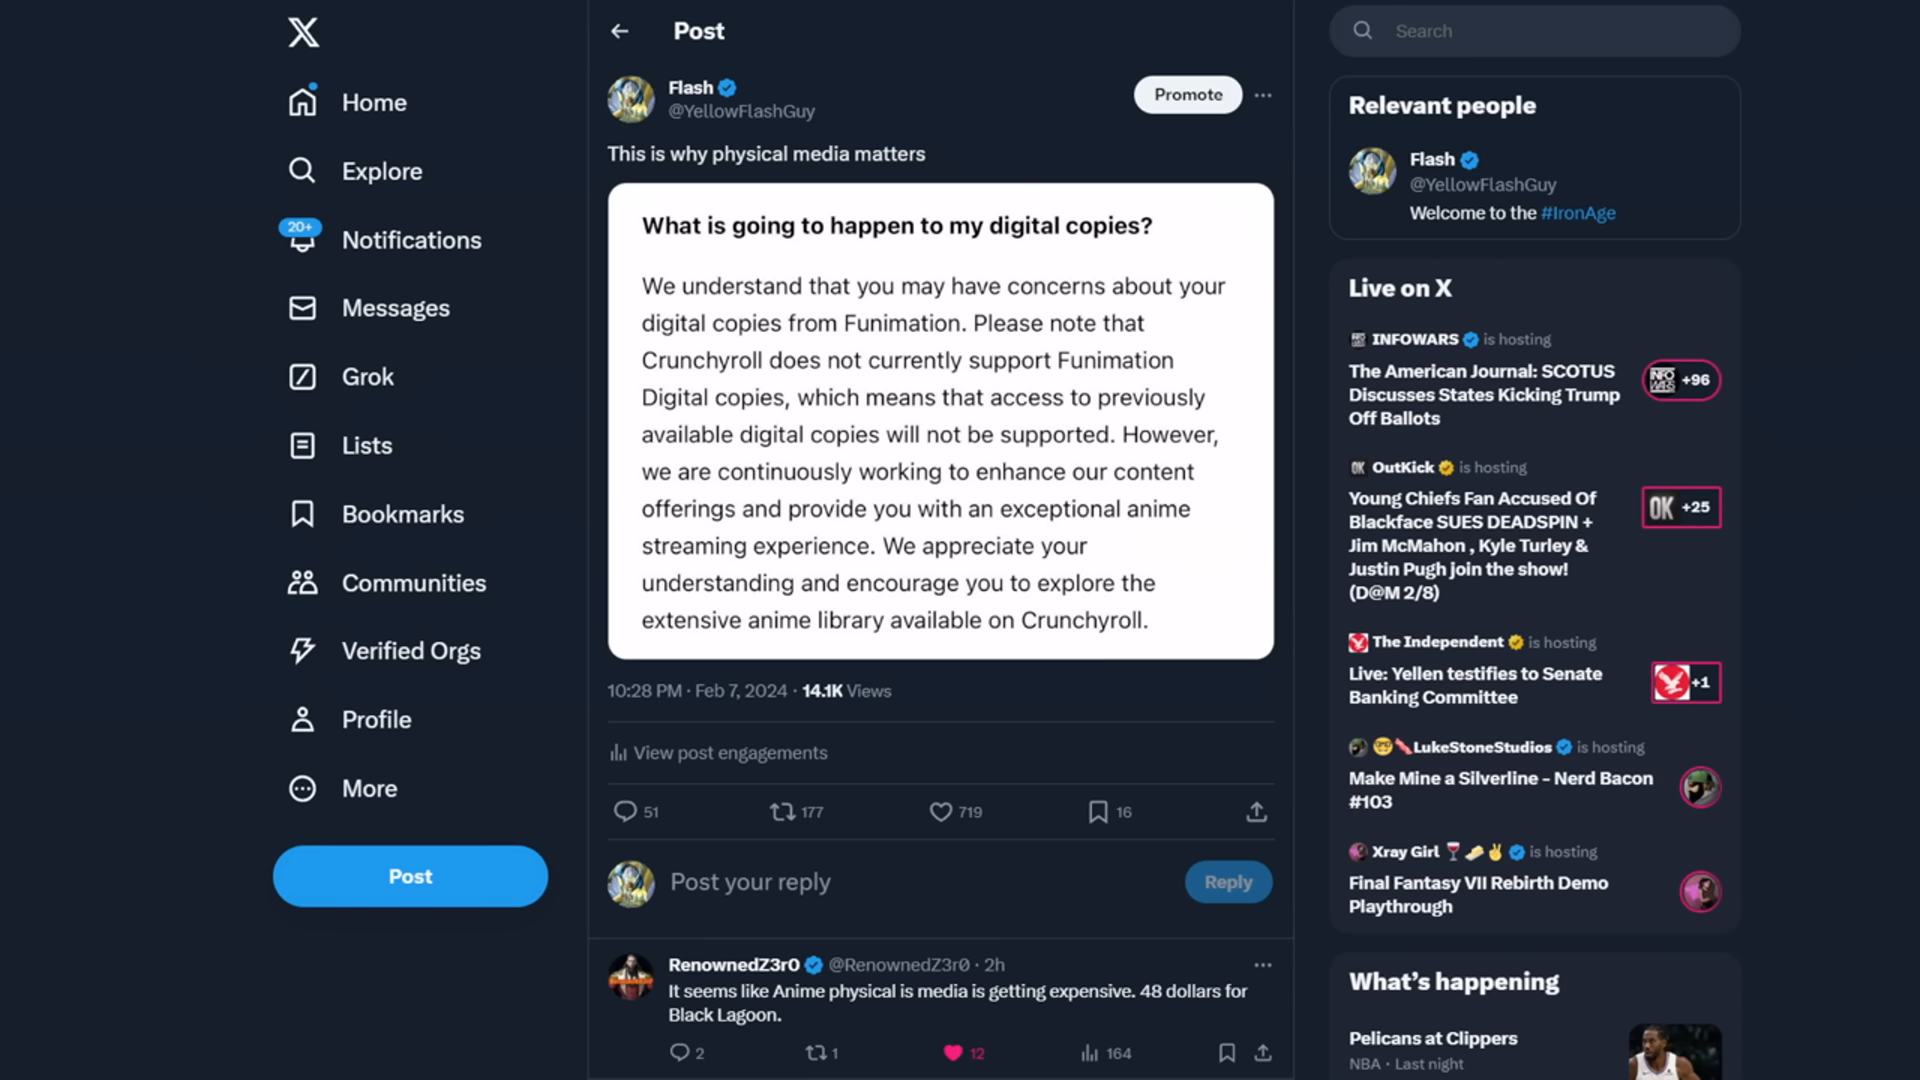 Home
Explore
20+
Notifications
Messages
Grok
Lists
Bookmarks
Communities
Verified Orgs
Profile
More
Post
Post
Flash
@YellowFlashGuy
Promote
This is why physical media matters
What is going to happen to my digital copies?
We understand that you may have concerns about your
digital copies from Funimation. Please note that
Crunchyroll does not currently support Funimation
Digital copies, which means that access to previously
available digital copies will not be supported. However,
we are continuously working to enhance our content
offerings and provide you with an exceptional anime
streaming experience. We appreciate your
understanding and encourage you to explore the
extensive anime library available on Crunchyroll.
10:28 PM · Feb 7, 2024 · 14.1K Views
View post engagements
51 177 719 16
Post your reply
Reply
RenownedZ3r0 @RenownedZ3r0 · 2h
It seems like Anime physical is media is getting expensive. 48 dollars for
Black Lagoon.
2 1 12 164
Search
Relevant people
Flash
@YellowFlashGuy
Welcome to the #IronAge
Live on X
INFOWARS is hosting
The American Journal: SCOTUS
Discusses States Kicking Trump
Off Ballots
INFO
WARS
+96
OK OutKick is hosting
Young Chiefs Fan Accused Of
Blackface SUES DEADSPIN +
Jim McMahon , Kyle Turley &
Justin Pugh join the show!
(D@M 2/8)
OK +25
The Independent is hosting
Live: Yellen testifies to Senate
Banking Committee
+1
LukeStoneStudios is hosting
Make Mine a Silverline - Nerd Bacon
#103
Xray Girl is hosting
Final Fantasy VII Rebirth Demo
Playthrough
What's happening
Pelicans at Clippers
NBA · Last night